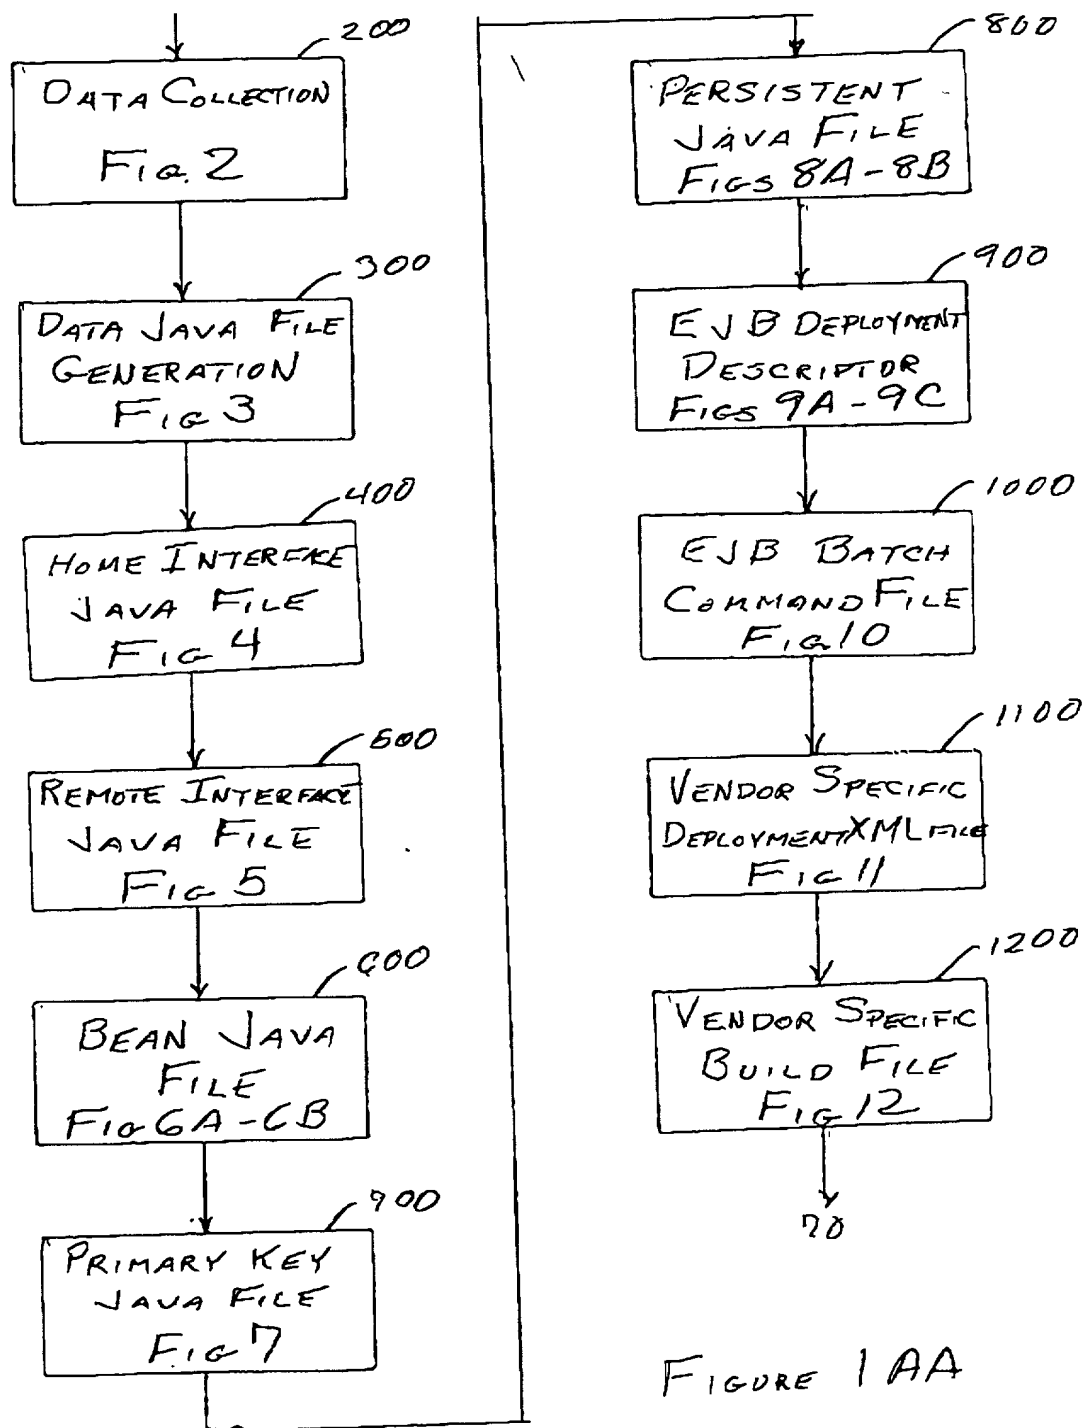 200
DATA COLLECTION
FIG. 2
300
DATA JAVA FILE
GENERATION
FIG 3
400
HOME INTERFACE
JAVA FILE
FIG 4
500
REMOTE INTERFACE
JAVA FILE
FIG 5
600
BEAN JAVA
FILE
FIG 6A-6B
700
PRIMARY KEY
JAVA FILE
FIG 7
800
PERSISTENT
JAVA FILE
FIGS 8A-8B
900
EJB DEPLOYMENT
DESCRIPTOR
FIGS 9A-9C
1000
EJB BATCH
COMMAND FILE
FIG 10
1100
VENDOR SPECIFIC
DEPLOYMENT XML FILE
FIG 11
1200
VENDOR SPECIFIC
BUILD FILE
FIG 12
70
FIGURE 1AA